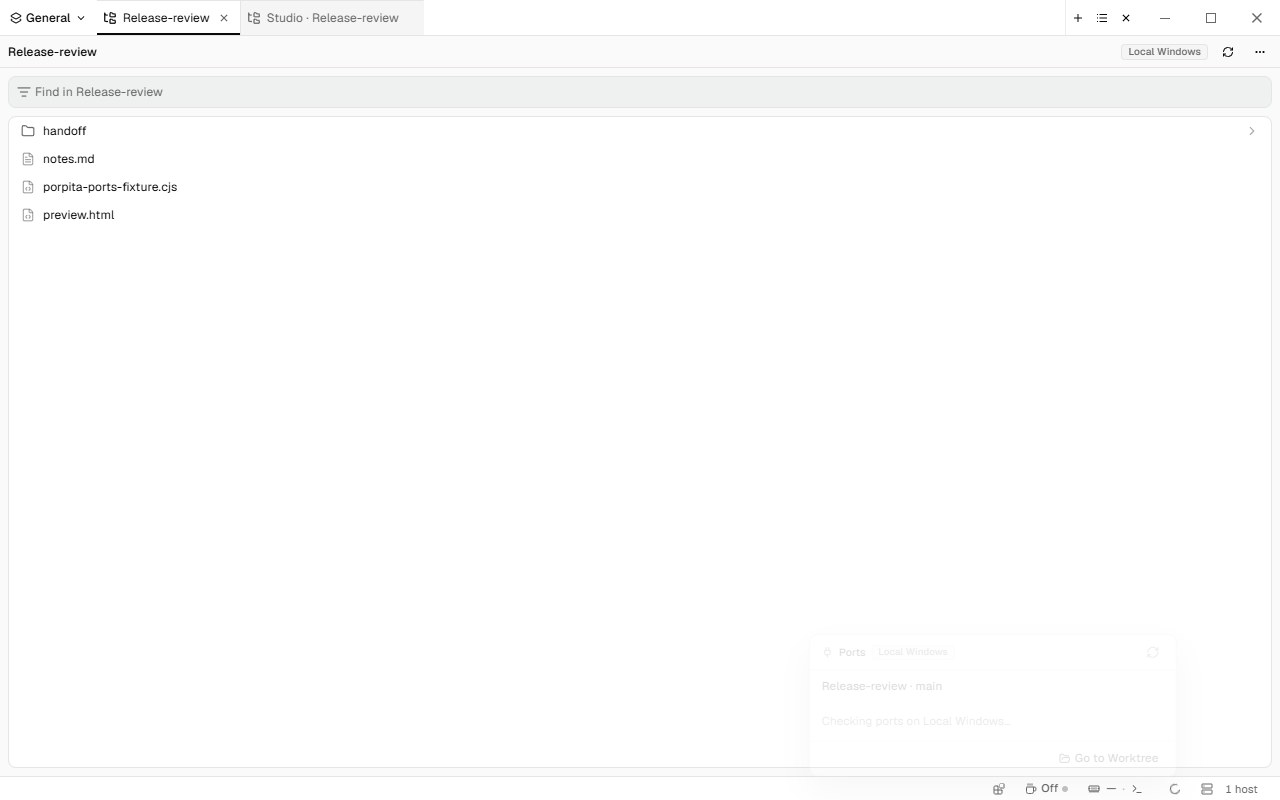 General
Release-review
Studio · Release-review
Release-review
Local Windows
Find in Release-review
handoff
notes.md
porpita-ports-fixture.cjs
preview.html
Ports
Local Windows
Release-review · main
Checking ports on Local Windows...
Go to Worktree
Off
1 host